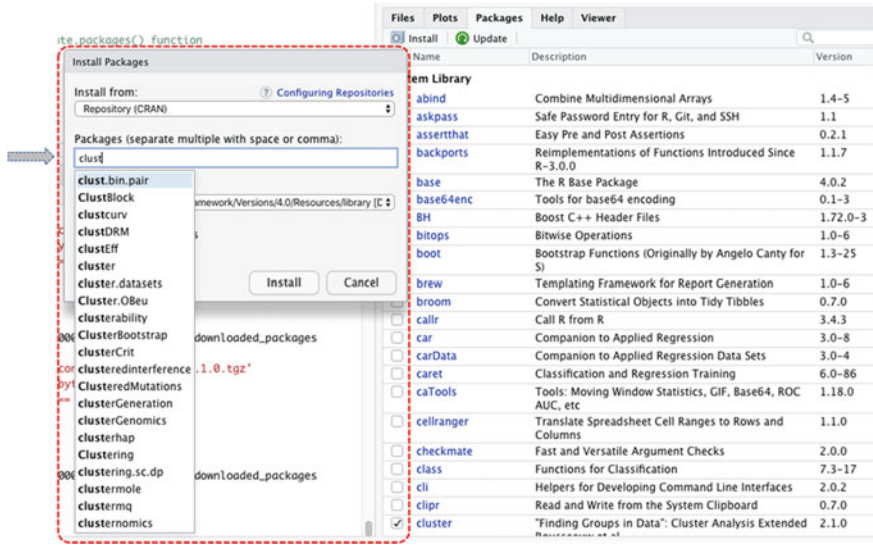 te.packages() function
Install Packages
Install from:
? Configuring Repositories
Repository (CRAN)
Packages (separate multiple with space or comma):
clust
clust.bin.pair
ClustBlock
clustcurv
amework/Versions/4.0/Resources/library [D
clustDRM
clustEff
cluster
cluster.datasets
Install
Cancel
Cluster.OBeu
clusterability
ClusterBootstrap
downloaded_packages
clusterCrit
clusteredinterference
.1.0.tgz'
ClusteredMutations
clusterGeneration
clusterGenomics
clusterhap
Clustering
clustering.sc.dp
downloaded_packages
clustermole
clustermq
clusternomics
Files Plots Packages Help Viewer
Install Update
Name Description Version
tem Library
abind Combine Multidimensional Arrays 1.4-5
askpass Safe Password Entry for R, Git, and SSH 1.1
assertthat Easy Pre and Post Assertions 0.2.1
backports Reimplementations of Functions Introduced Since 1.1.7
R-3.0.0
base The R Base Package 4.0.2
base64enc Tools for base64 encoding 0.1-3
BH Boost C++ Header Files 1.72.0-3
bitops Bitwise Operations 1.0-6
boot Bootstrap Functions (Originally by Angelo Canty for 1.3-25
S)
brew Templating Framework for Report Generation 1.0-6
broom Convert Statistical Objects into Tidy Tibbles 0.7.0
callr Call R from R 3.4.3
car Companion to Applied Regression 3.0-8
carData Companion to Applied Regression Data Sets 3.0-4
caret Classification and Regression Training 6.0-86
caTools Tools: Moving Window Statistics, GIF, Base64, ROC 1.18.0
AUC, etc
cellranger Translate Spreadsheet Cell Ranges to Rows and 1.1.0
Columns
checkmate Fast and Versatile Argument Checks 2.0.0
class Functions for Classification 7.3-17
cli Helpers for Developing Command Line Interfaces 2.0.2
clipr Read and Write from the System Clipboard 0.7.0
cluster "Finding Groups in Data": Cluster Analysis Extended 2.1.0